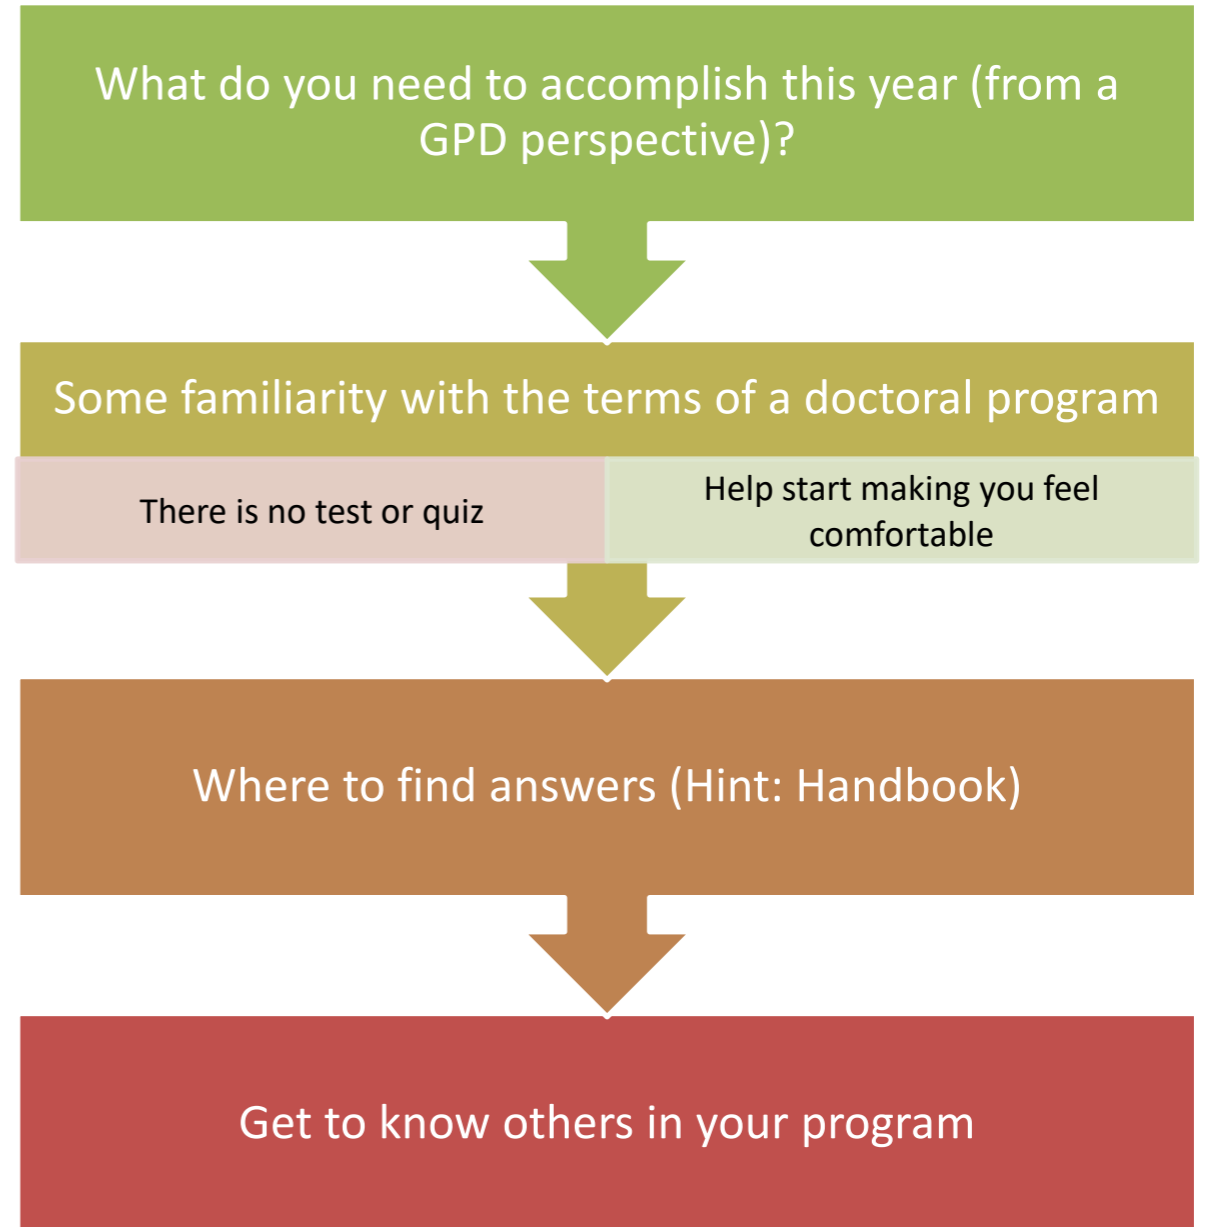 What do you need to accomplish this year (from a
GPD perspective)?
Some familiarity with the terms of a doctoral program
There is no test or quiz
Help start making you feel
comfortable
Where to find answers (Hint: Handbook)
Get to know others in your program